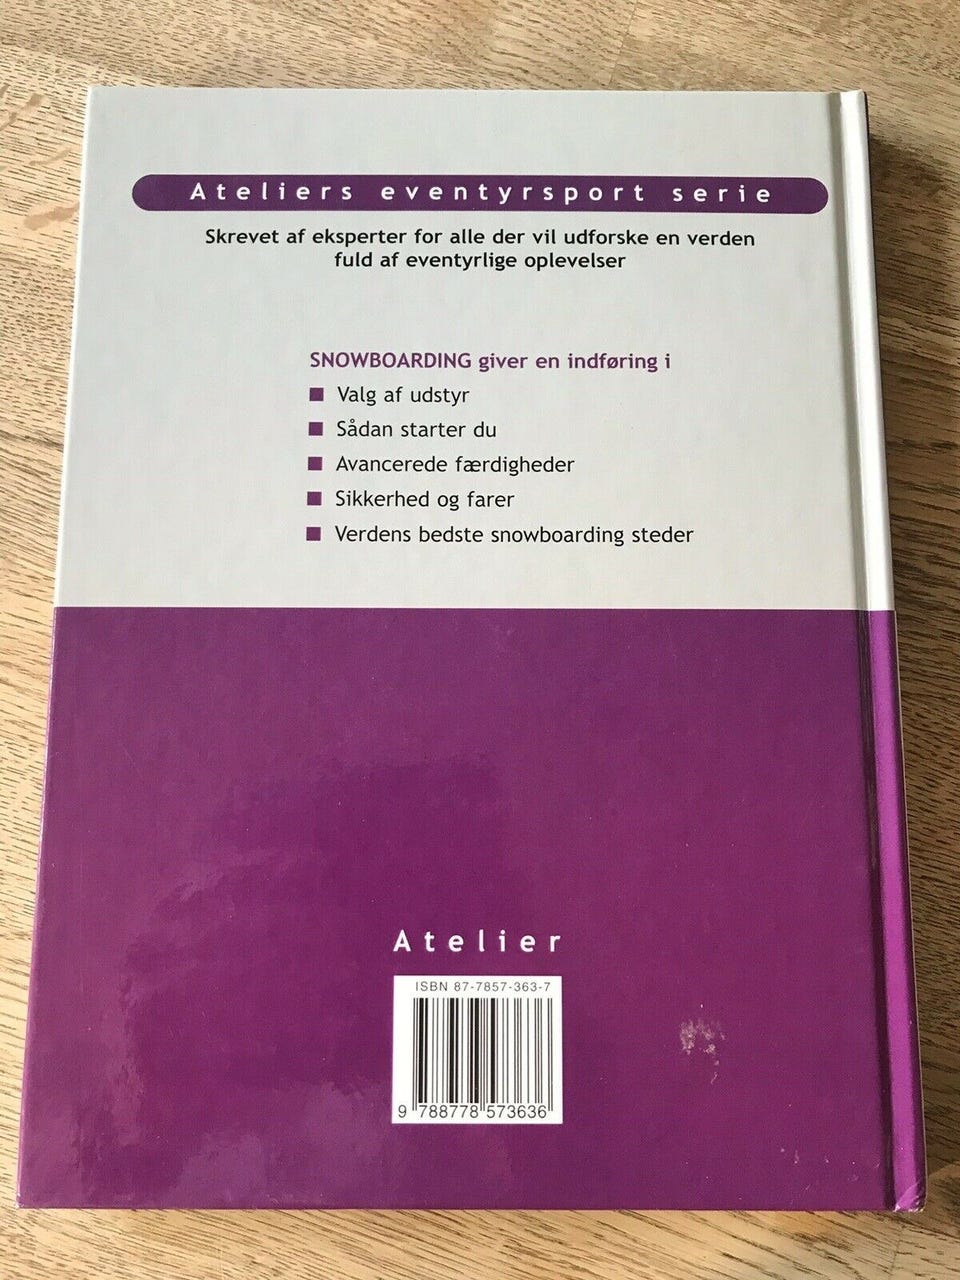 Ateliers eventyrsport serie
Skrevet af eksperter for alle der vil udforske en verden
fuld af eventyrlige oplevelser
SNOWBOARDING giver en indføring i
Valg af udstyr
Sådan starter du
Avancerede færdigheder
Sikkerhed og farer
Verdens bedste snowboarding steder
Atelier
ISBN 87-7857-363-7
9 788778 573636